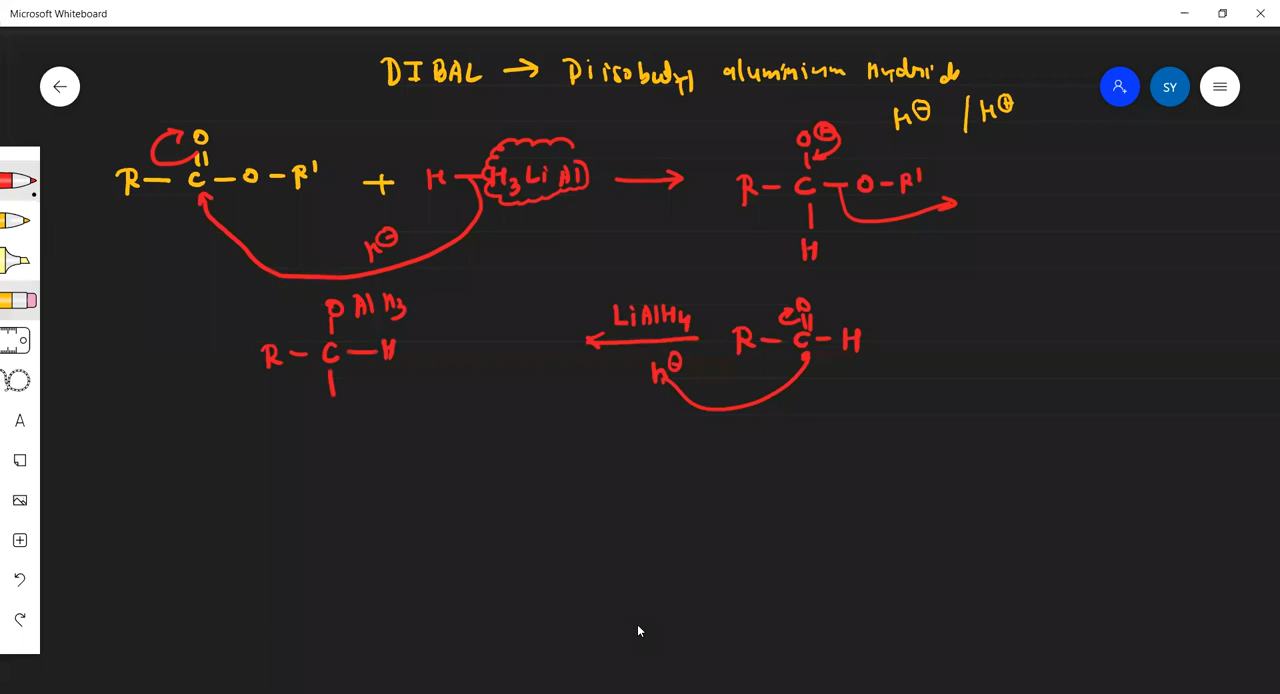 Microsoft Whiteboard
DIBAL → Diisobutyl aluminium Hydride
H⊖ / H⊕
SY
O
R — C — O — R' + H — H3LiAl → R — C — O — R'
O⊖
H⊖
H
OAlH3
R — C — H
LiAlH4
H⊖
O
R — C — H
A